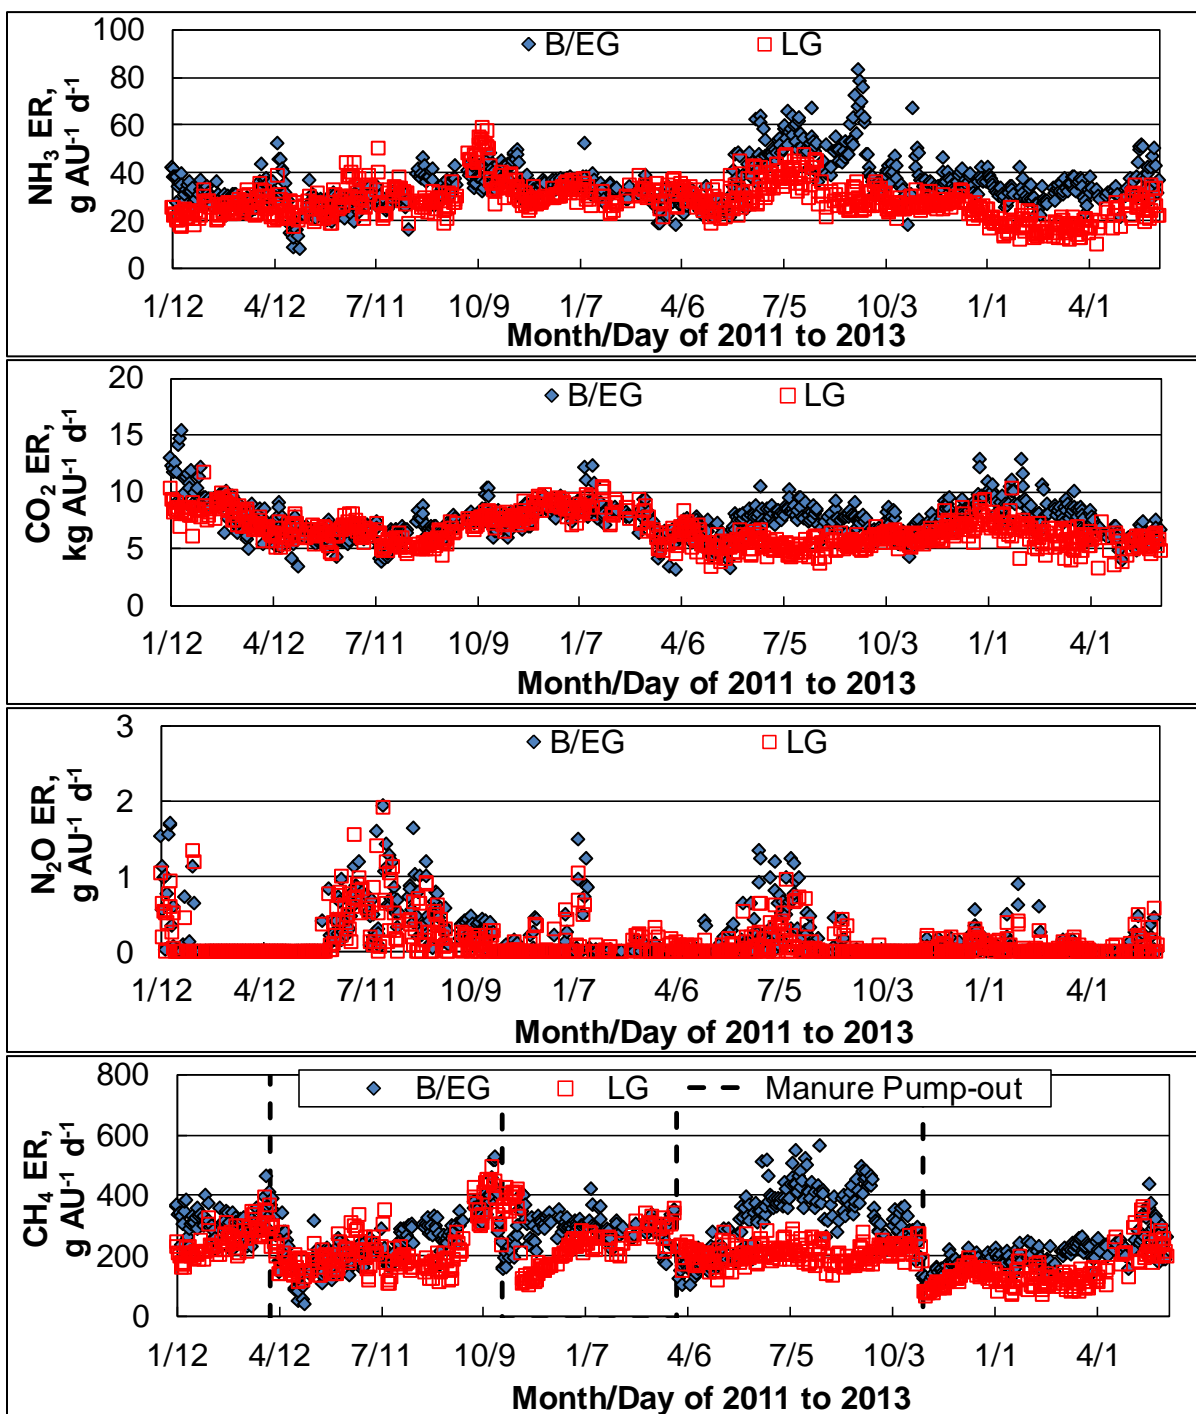 100
80
60
40
20
0
NH₃ ER,
g AU⁻¹ d⁻¹
B/EG LG
1/12 4/12 7/11 10/9 1/7 4/6 7/5 10/3 1/1 4/1
Month/Day of 2011 to 2013
20
15
10
5
0
CO₂ ER,
kg AU⁻¹ d⁻¹
B/EG LG
1/12 4/12 7/11 10/9 1/7 4/6 7/5 10/3 1/1 4/1
Month/Day of 2011 to 2013
3
2
1
0
N₂O ER,
g AU⁻¹ d⁻¹
B/EG LG
1/12 4/12 7/11 10/9 1/7 4/6 7/5 10/3 1/1 4/1
Month/Day of 2011 to 2013
800
600
400
200
0
CH₄ ER,
g AU⁻¹ d⁻¹
B/EG LG Manure Pump-out
1/12 4/12 7/11 10/9 1/7 4/6 7/5 10/3 1/1 4/1
Month/Day of 2011 to 2013